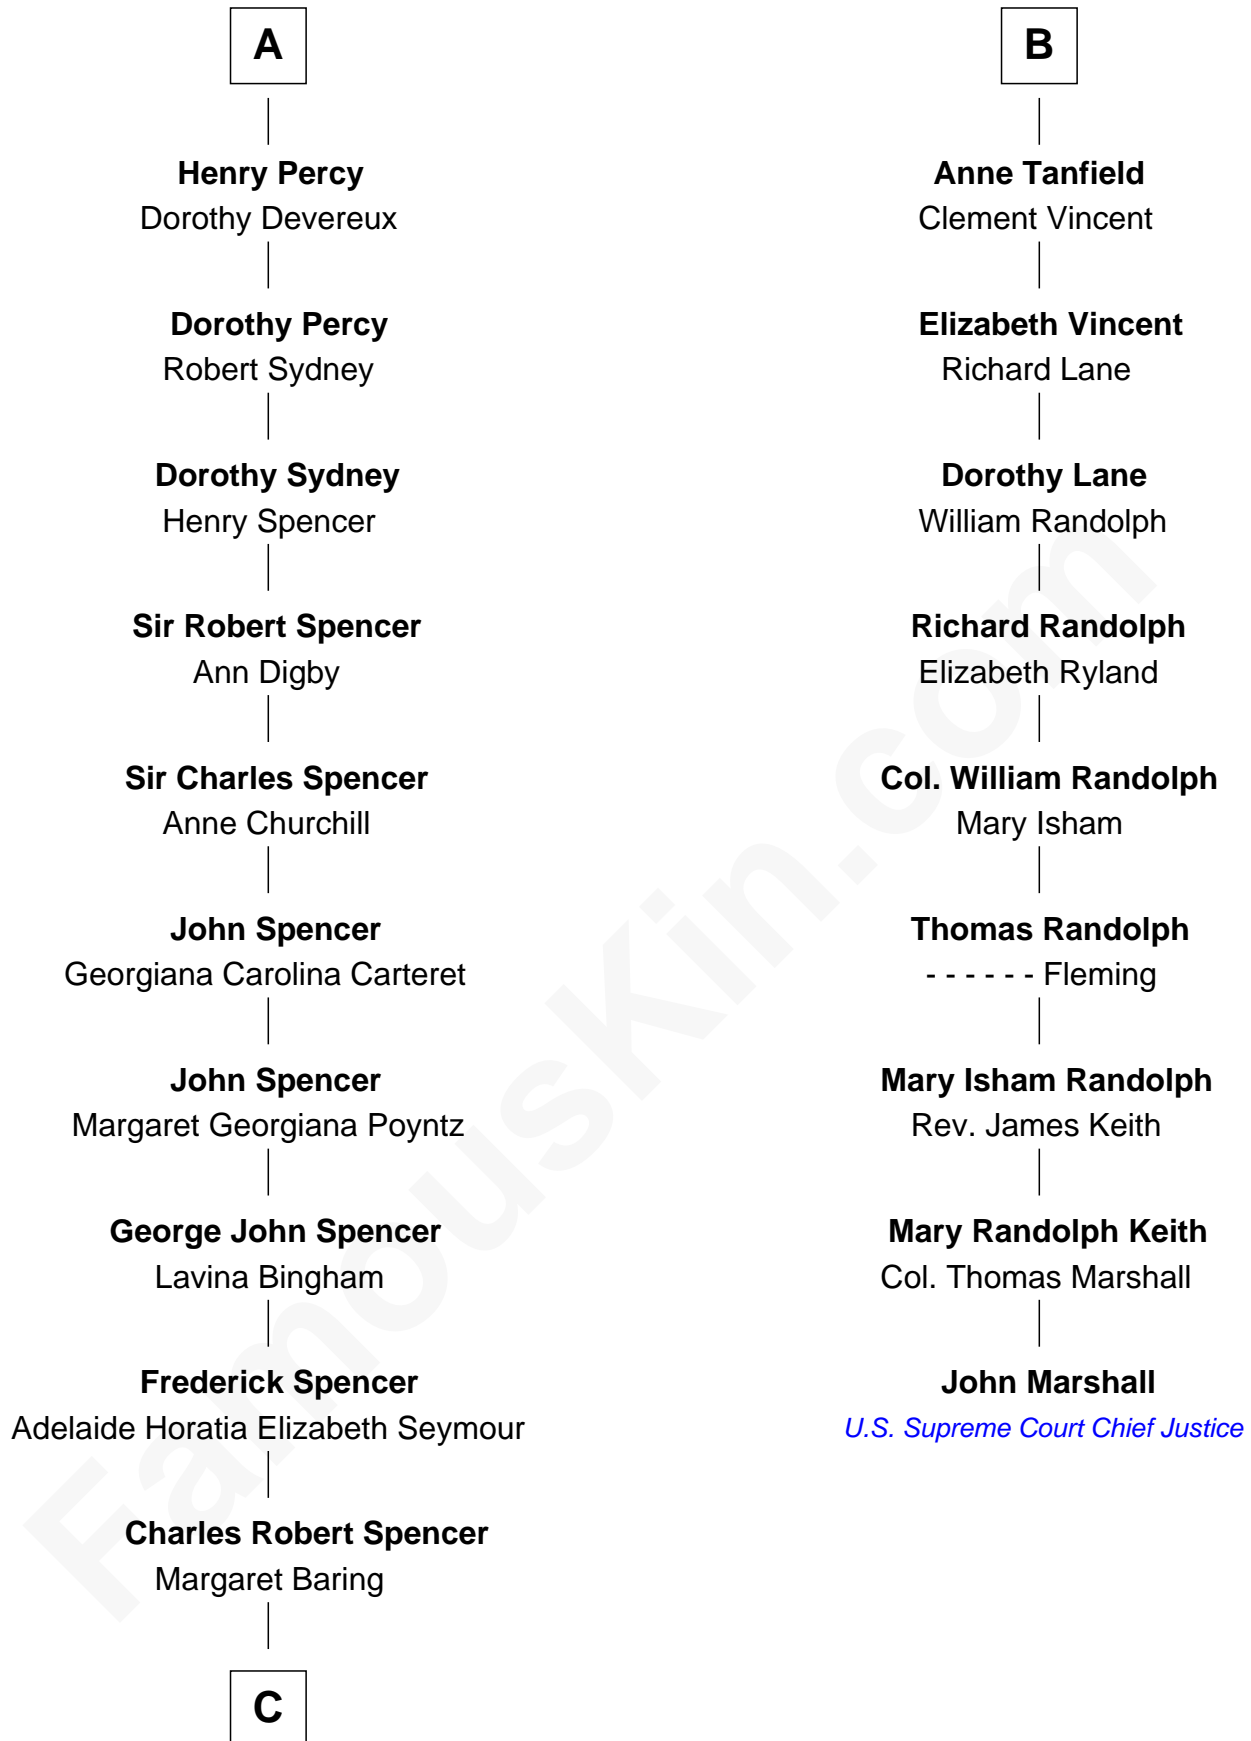 A
Henry Percy
Dorothy Devereux
Dorothy Percy
Robert Sydney
Dorothy Sydney
Henry Spencer
Sir Robert Spencer
Ann Digby
Sir Charles Spencer
Anne Churchill
John Spencer
Georgiana Carolina Carteret
John Spencer
Margaret Georgiana Poyntz
George John Spencer
Lavina Bingham
Frederick Spencer
Adelaide Horatia Elizabeth Seymour
Charles Robert Spencer
Margaret Baring
C
B
Anne Tanfield
Clement Vincent
Elizabeth Vincent
Richard Lane
Dorothy Lane
William Randolph
Richard Randolph
Elizabeth Ryland
Col. William Randolph
Mary Isham
Thomas Randolph
- - - - - - Fleming
Mary Isham Randolph
Rev. James Keith
Mary Randolph Keith
Col. Thomas Marshall
John Marshall
U.S. Supreme Court Chief Justice
FamousKin.com